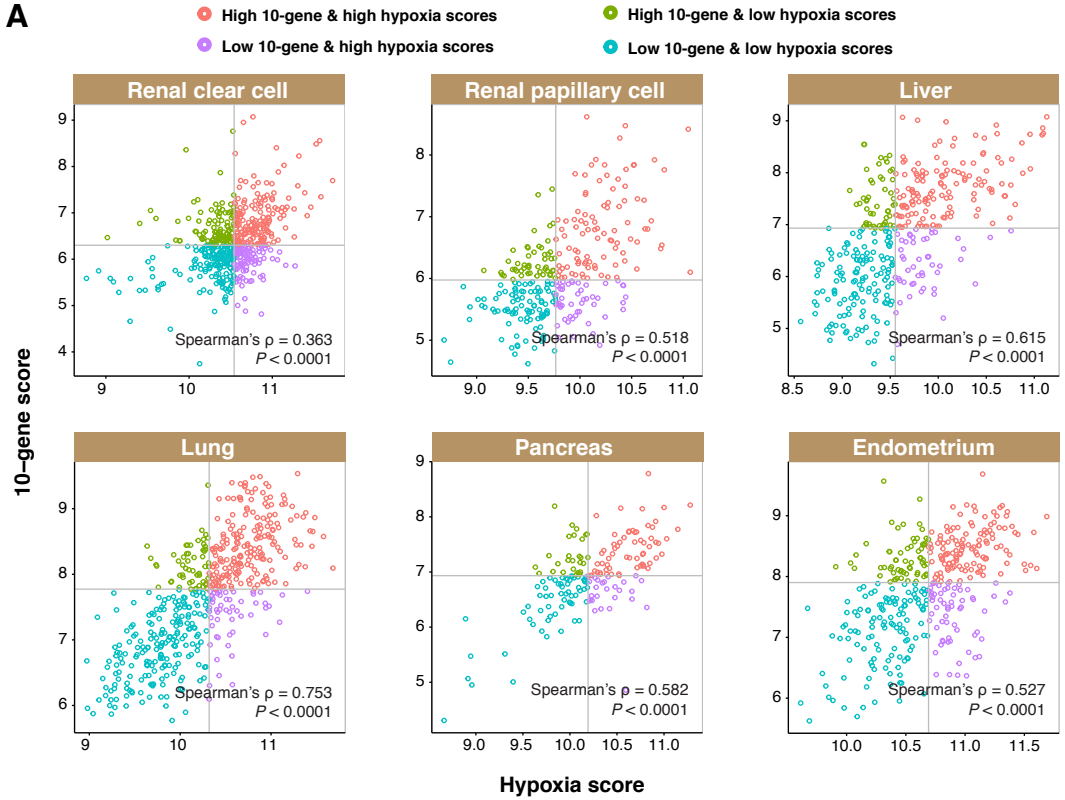 A
High 10-gene & high hypoxia scores
High 10-gene & low hypoxia scores
Low 10-gene & high hypoxia scores
Low 10-gene & low hypoxia scores
Renal clear cell
9
8
7
6
5
4
Spearman's ρ = 0.363
P < 0.0001
9
10
11
Renal papillary cell
8
7
6
5
Spearman's ρ = 0.518
P < 0.0001
9.0
9.5
10.0
10.5
11.0
Liver
9
8
7
6
5
Spearman's ρ = 0.615
P < 0.0001
8.5
9.0
9.5
10.0
10.5
11.0
10-gene score
Lung
9
8
7
6
Spearman's ρ = 0.753
P < 0.0001
9
10
11
Pancreas
9
8
7
6
5
Spearman's ρ = 0.582
P < 0.0001
9.0
9.5
10.0
10.5
11.0
Endometrium
9
8
7
6
Spearman's ρ = 0.527
P < 0.0001
10.0
10.5
11.0
11.5
Hypoxia score